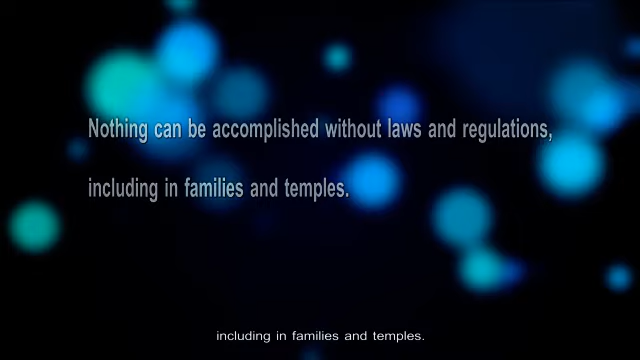 Nothing can be accomplished without laws and regulations,
including in families and temples.
including in families and temples.